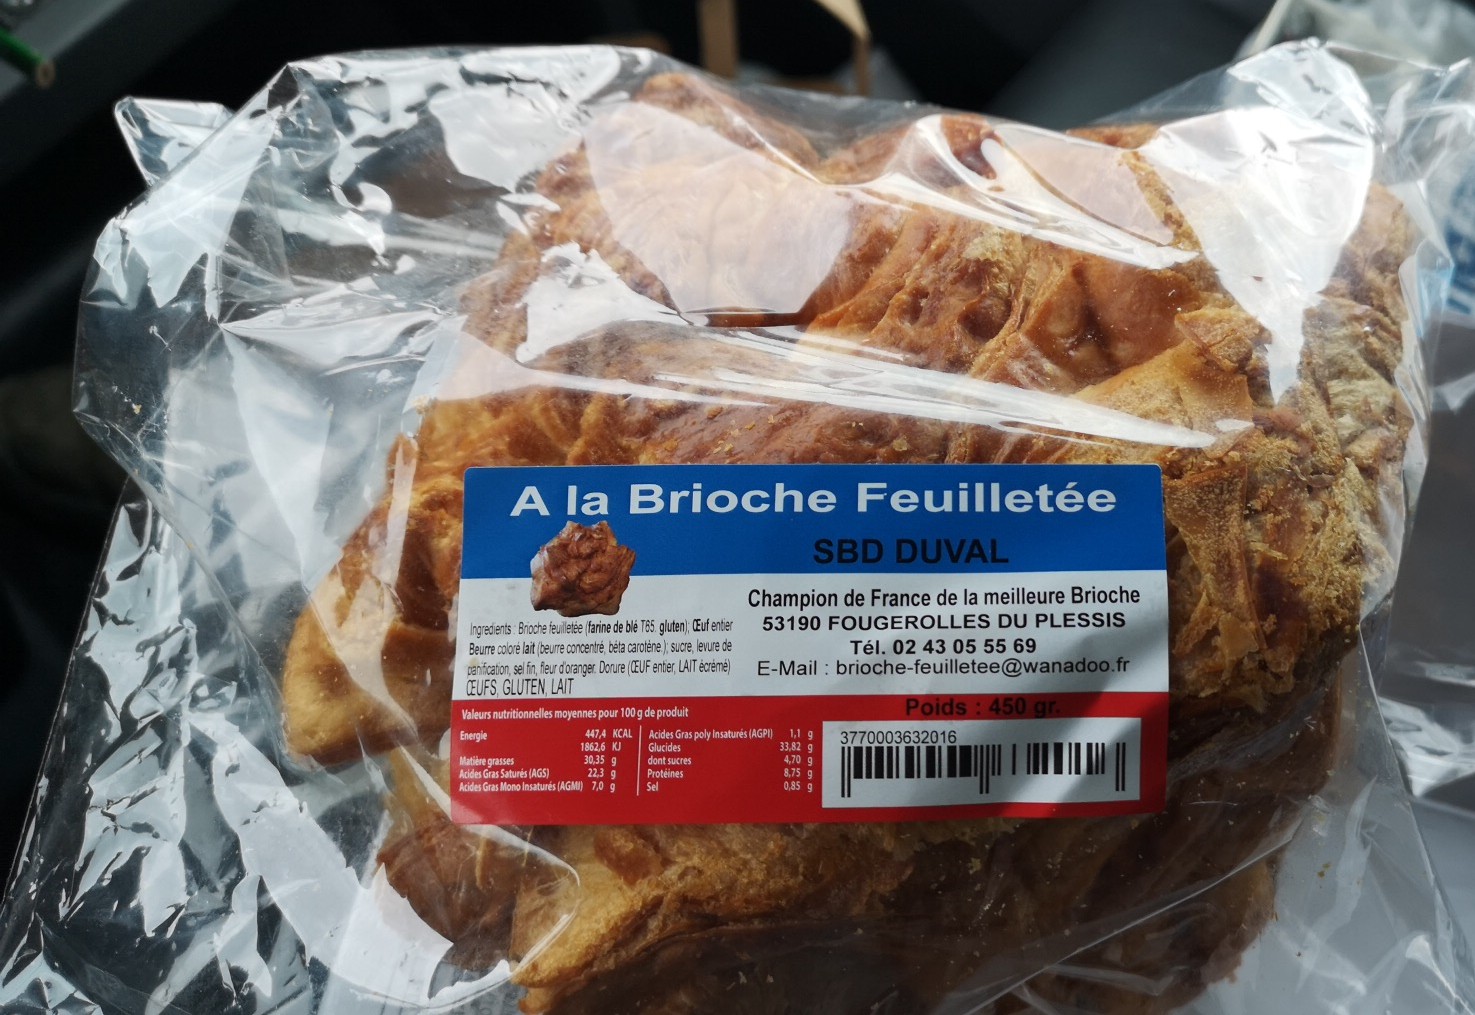 A la Brioche Feuilletée
SBD DUVAL
Champion de France de la meilleure Brioche
53190 FOUGEROLLES DU PLESSIS
Tél. 02 43 05 55 69
E-Mail : brioche-feuilletee@wanadoo.fr
Ingredients : Brioche feuilletée (farine de blé T65. gluten); Œuf entier
Beurre coloré lait (beurre concentré, bèta carotène.); sucre, levure de
panification, sel fin, fleur d'oranger. Dorure (ŒUF entier, LAIT écrémé)
ŒUFS, GLUTEN, LAIT
Poids : 450 gr.
Valeurs nutritionnelles moyennes pour 100 g de produit
Energie 447,4 KCAL
1862,6 KJ
Matière grasses 30,35 g
Acides Gras Saturés (AGS) 22,3 g
Acides Gras Mono Insaturés (AGMI) 7,0 g
Acides Gras poly Insaturés (AGPI) 1,1 g
Glucides 33,82 g
dont sucres 4,70 g
Protéines 8,75 g
Sel 0,85 g
3770003632016